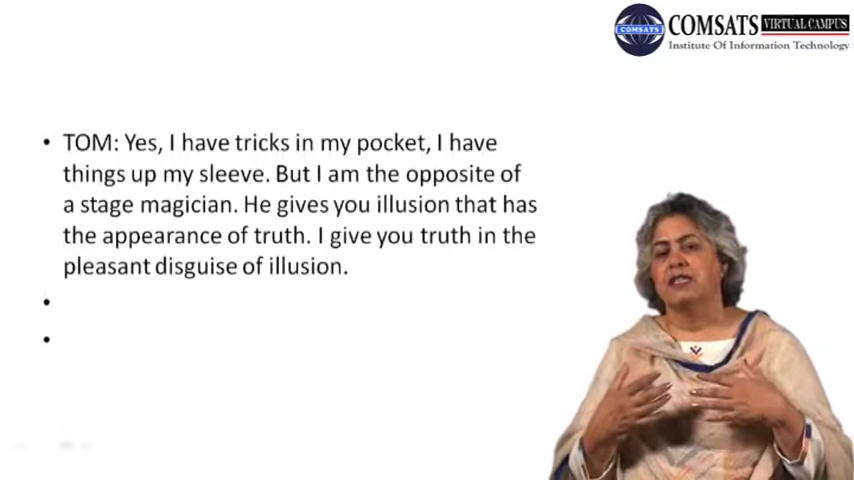 COMSATS VIRTUAL CAMPUS
COMSATS Institute Of Information Technology
• TOM: Yes, I have tricks in my pocket, I have
things up my sleeve. But I am the opposite of
a stage magician. He gives you illusion that has
the appearance of truth. I give you truth in the
pleasant disguise of illusion.
•
•